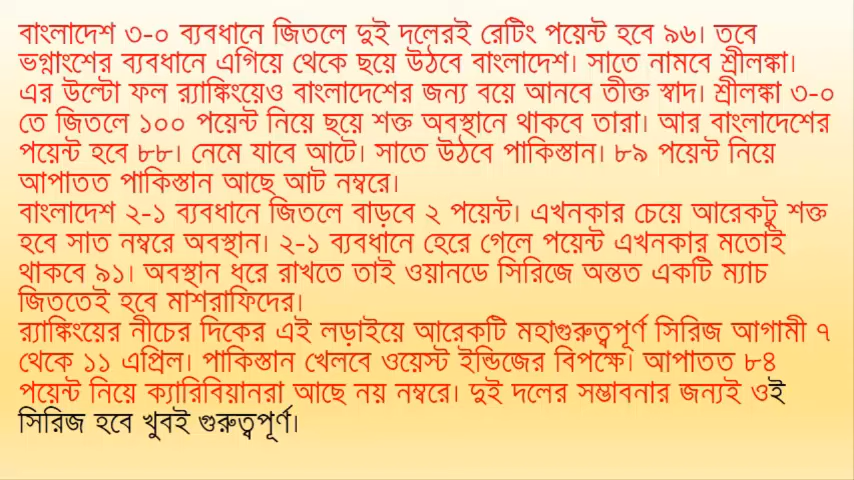 বাংলাদেশ ৩-০ ব্যবধানে জিতলে দুই দলেরই রেটিং পয়েন্ট হবে ৯৬। তবে
ভগ্নাংশের ব্যবধানে এগিয়ে থেকে ছয়ে উঠবে বাংলাদেশ। সাতে নামবে শ্রীলঙ্কা।
এর উল্টো ফল র‍্যাঙ্কিংয়েও বাংলাদেশের জন্য বয়ে আনবে তীক্ত স্বাদ। শ্রীলঙ্কা ৩-০
তে জিতলে ১০০ পয়েন্ট নিয়ে ছয়ে শক্ত অবস্থানে থাকবে তারা। আর বাংলাদেশের
পয়েন্ট হবে ৮৮। নেমে যাবে আটে। সাতে উঠবে পাকিস্তান। ৮৯ পয়েন্ট নিয়ে
আপাতত পাকিস্তান আছে আট নম্বরে।
বাংলাদেশ ২-১ ব্যবধানে জিতলে বাড়বে ২ পয়েন্ট। এখনকার চেয়ে আরেকটু শক্ত
হবে সাত নম্বরে অবস্থান। ২-১ ব্যবধানে হেরে গেলে পয়েন্ট এখনকার মতোই
থাকবে ৯১। অবস্থান ধরে রাখতে তাই ওয়ানডে সিরিজে অন্তত একটি ম্যাচ
জিততেই হবে মাশরাফিদের।
র‍্যাঙ্কিংয়ের নীচের দিকের এই লড়াইয়ে আরেকটি মহাগুরুত্বপূর্ণ সিরিজ আগামী ৭
থেকে ১১ এপ্রিল। পাকিস্তান খেলবে ওয়েস্ট ইন্ডিজের বিপক্ষে। আপাতত ৮৪
পয়েন্ট নিয়ে ক্যারিবিয়ানরা আছে নয় নম্বরে। দুই দলের সম্ভাবনার জন্যই ওই
সিরিজ হবে খুবই গুরুত্বপূর্ণ।